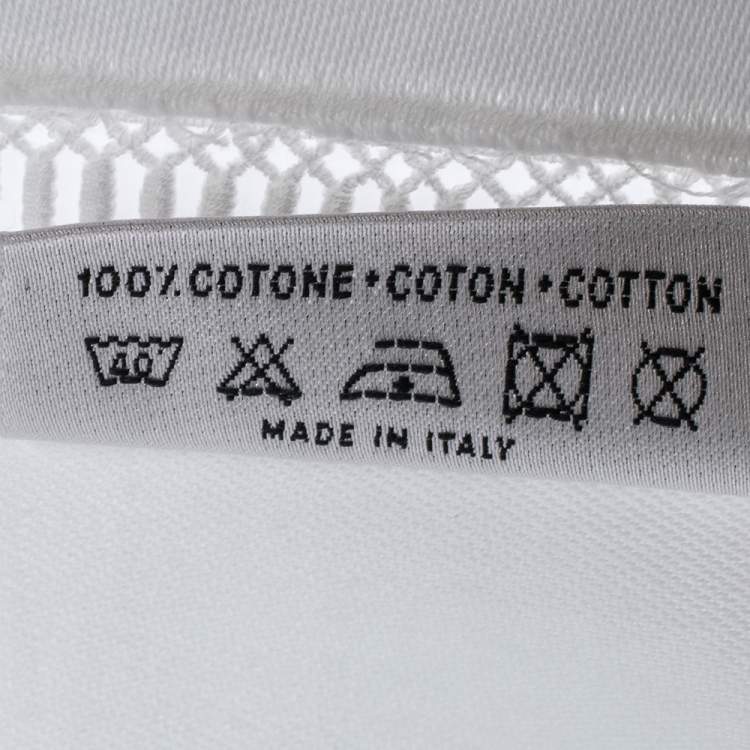 100% COTONE • COTON • COTTON
40
MADE IN ITALY